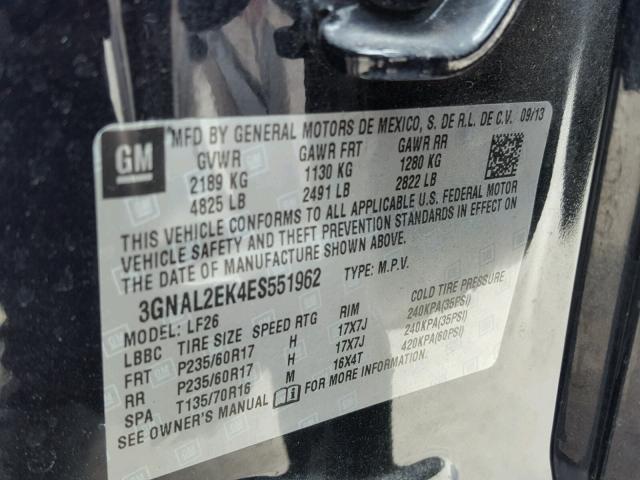 GM
MFD BY GENERAL MOTORS DE MEXICO, S. DE R.L. DE C.V. 09/13
GVWR GAWR FRT GAWR RR
2189 KG 1130 KG 1280 KG
4825 LB 2491 LB 2822 LB
THIS VEHICLE CONFORMS TO ALL APPLICABLE U.S. FEDERAL MOTOR
VEHICLE SAFETY AND THEFT PREVENTION STANDARDS IN EFFECT ON
THE DATE OF MANUFACTURE SHOWN ABOVE.
3GNAL2EK4ES551962 TYPE: M.P.V.
MODEL: LF26
LBBC TIRE SIZE SPEED RTG RIM COLD TIRE PRESSURE
FRT P235/60R17 H 17X7J 240KPA(35PSI)
RR P235/60R17 H 17X7J 240KPA(35PSI)
SPA T135/70R16 M 16X4T 420KPA(60PSI)
SEE OWNER'S MANUAL FOR MORE INFORMATION.